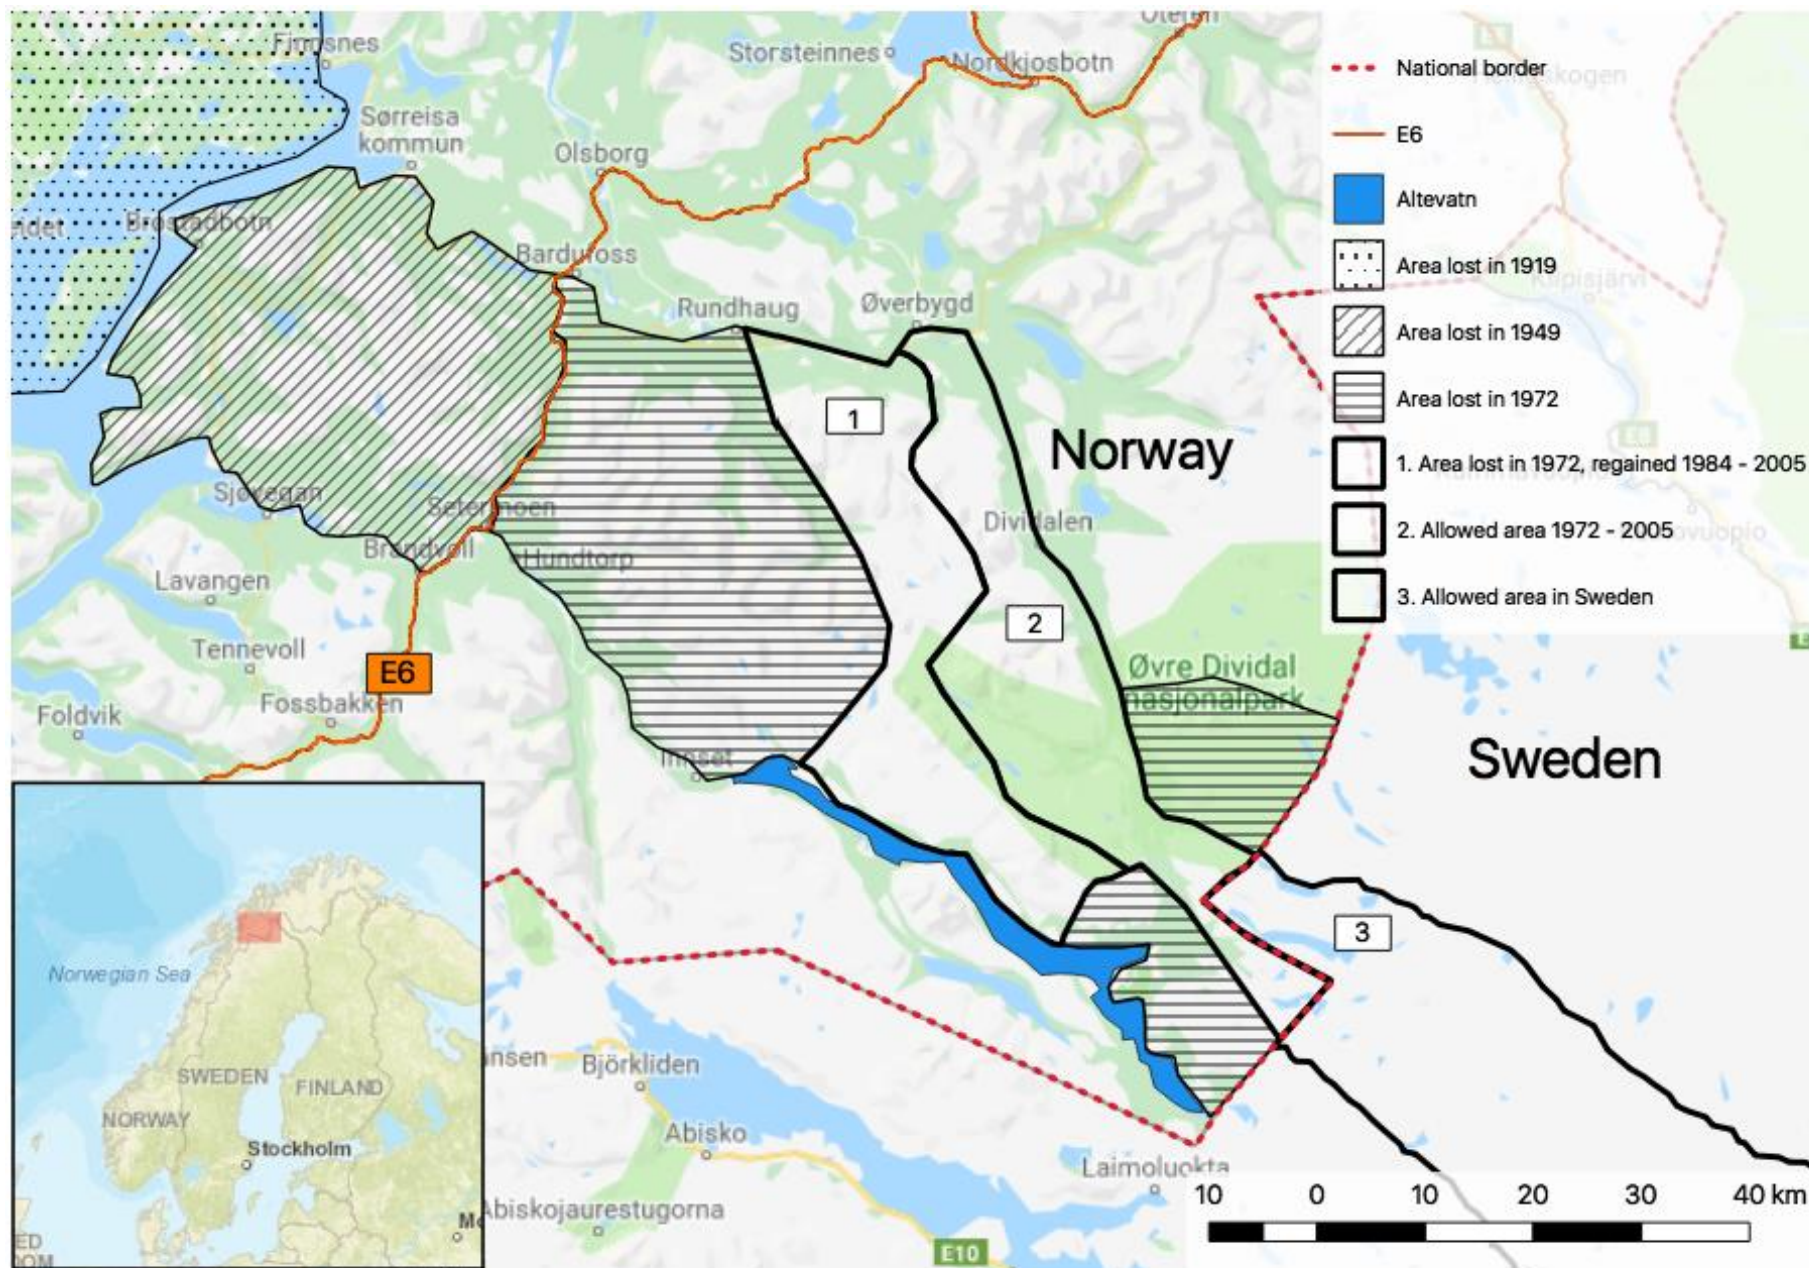 Finnsnes
Storsteinnes
Oteren
Nordkjosbotn
Sørreisa
kommun
Olsborg
eidet
Brøstadbotn
Bardufoss
Rundhaug
Øverbygd
1
Norway
Sjøvegan
Setermoen
Dividalen
Brandvoll
Hundtorp
Lavangen
2
Tennevoll
E6
Øvre Dividal
nasjonalpark
Fossbakken
Foldvik
Innset
Sweden
3
Björkliden
Abisko
Laimoluokta
Abiskojaurestugorna
E10
National border
E6
Altevatn
Area lost in 1919
Area lost in 1949
Area lost in 1972
1. Area lost in 1972, regained 1984 - 2005
2. Allowed area 1972 - 2005
3. Allowed area in Sweden
Norwegian Sea
SWEDEN
FINLAND
NORWAY
Stockholm
10 0 10 20 30 40 km